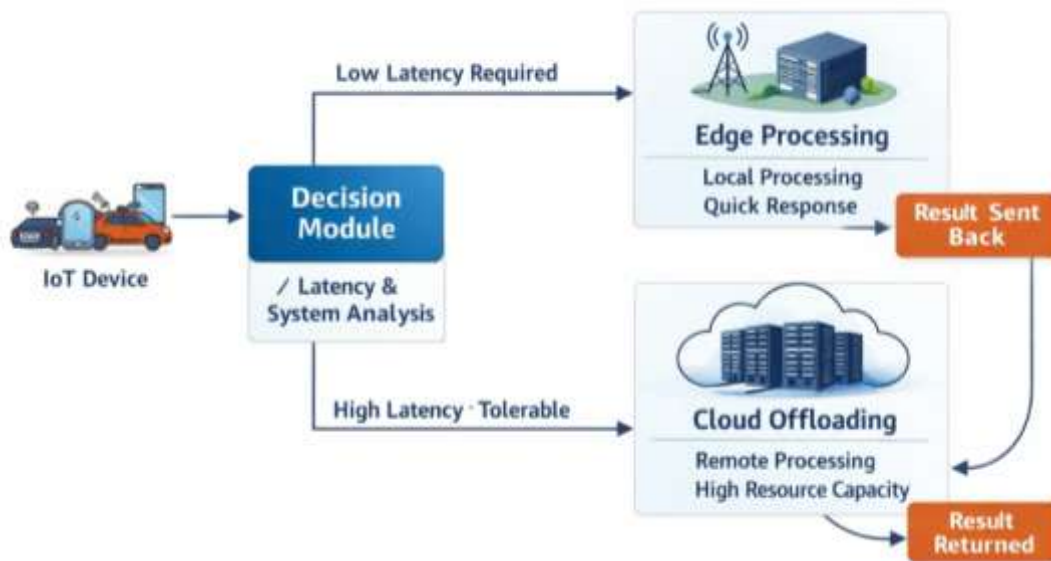 Low Latency Required
Edge Processing
Local Processing
Quick Response
Result Sent
Back
Decision
Module
/ Latency &
System Analysis
IoT Device
High Latency · Tolerable
Cloud Offloading
Remote Processing
High Resource Capacity
Result
Returned